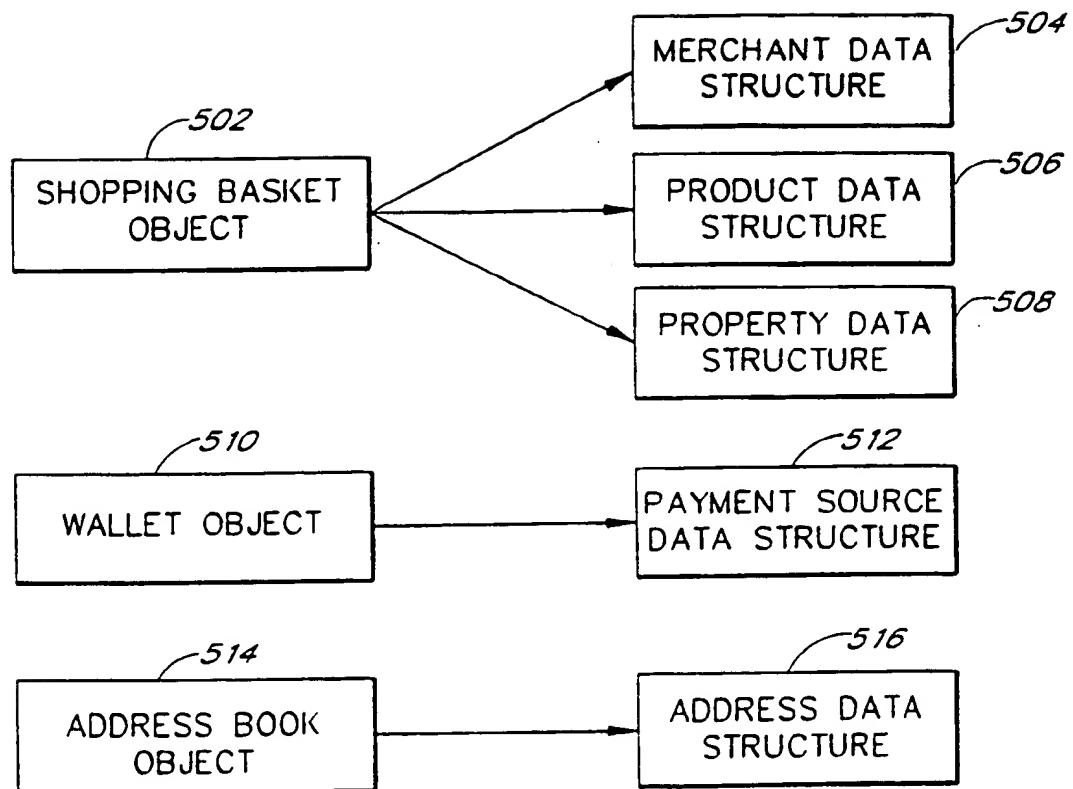 504
MERCHANT DATA
STRUCTURE
502
SHOPPING BASKET
OBJECT
506
PRODUCT DATA
STRUCTURE
508
PROPERTY DATA
STRUCTURE
510
WALLET OBJECT
512
PAYMENT SOURCE
DATA STRUCTURE
514
ADDRESS BOOK
OBJECT
516
ADDRESS DATA
STRUCTURE